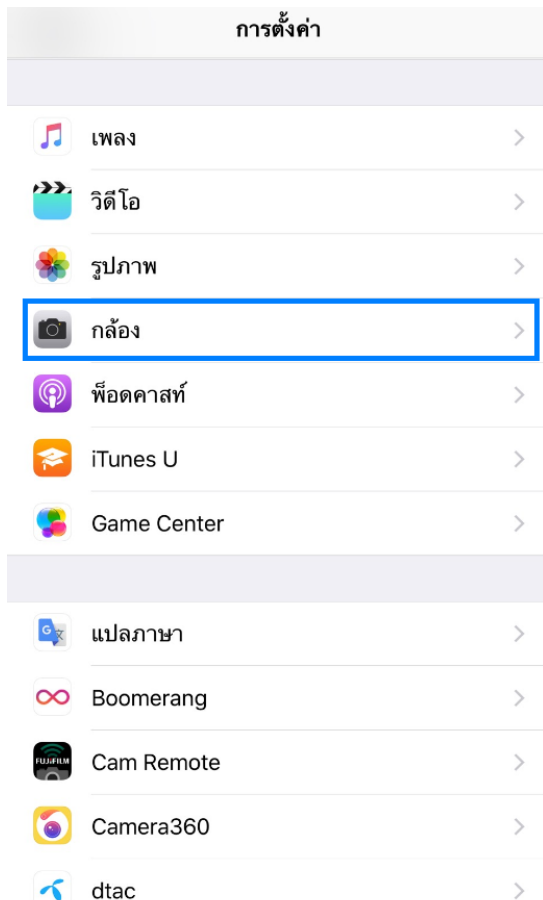 การตั้งค่า
เพลง
วิดีโอ
รูปภาพ
กล้อง
พ็อดคาสท์
iTunes U
Game Center
G 文
แปลภาษา
Boomerang
FUJIFILM
Cam Remote
Camera360
dtac